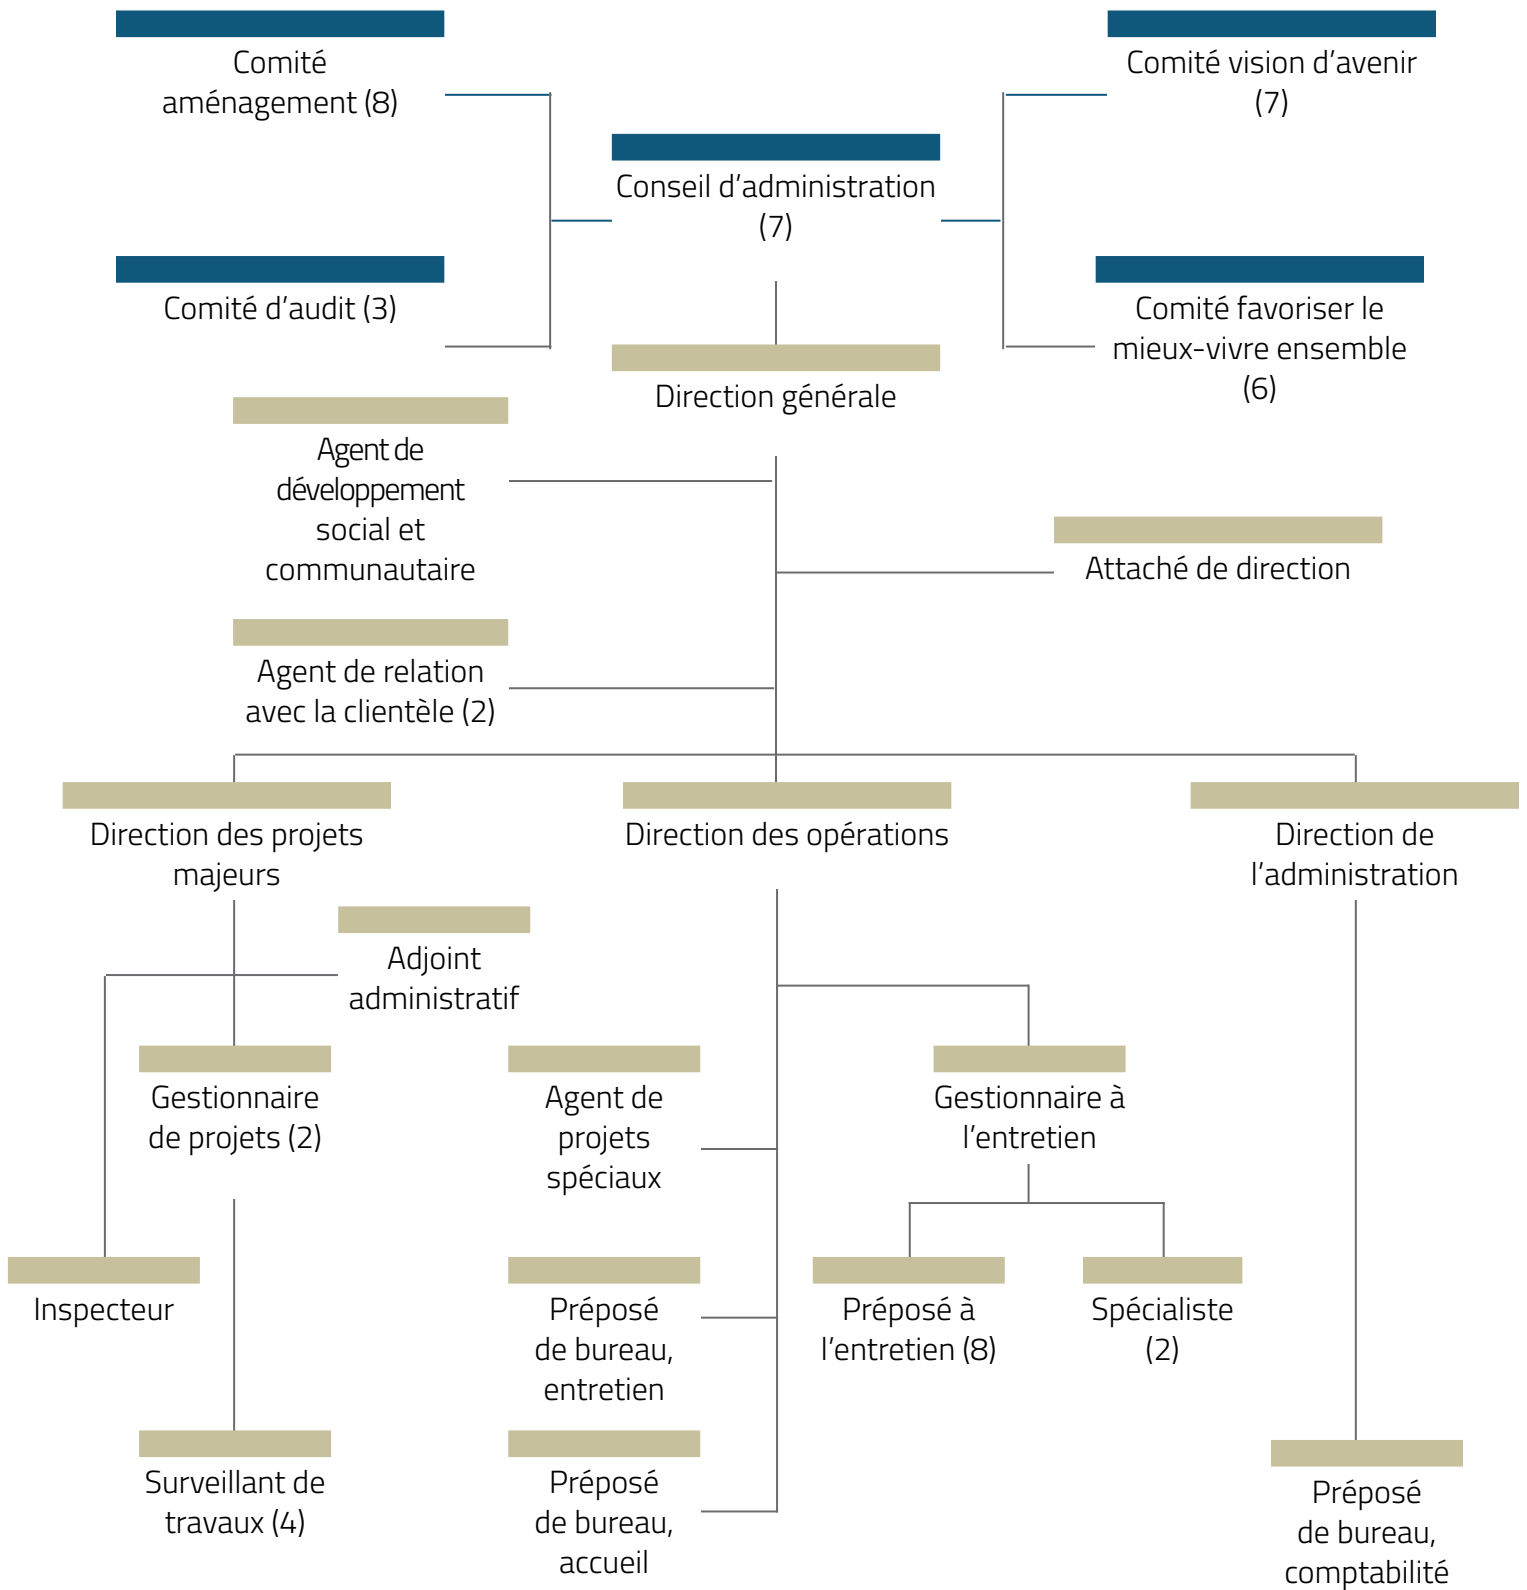 Comité
aménagement (8)
Comité vision d’avenir
(7)
Conseil d’administration
(7)
Comité d’audit (3)
Comité favoriser le
mieux-vivre ensemble
(6)
Direction générale
Agent de
développement
social et
communautaire
Attaché de direction
Agent de relation
avec la clientèle (2)
Direction des projets
majeurs
Direction des opérations
Direction de
l’administration
Adjoint
administratif
Gestionnaire
de projets (2)
Agent de
projets
spéciaux
Gestionnaire à
l’entretien
Inspecteur
Préposé
de bureau,
entretien
Préposé à
l’entretien (8)
Spécialiste
(2)
Surveillant de
travaux (4)
Préposé
de bureau,
accueil
Préposé
de bureau,
comptabilité